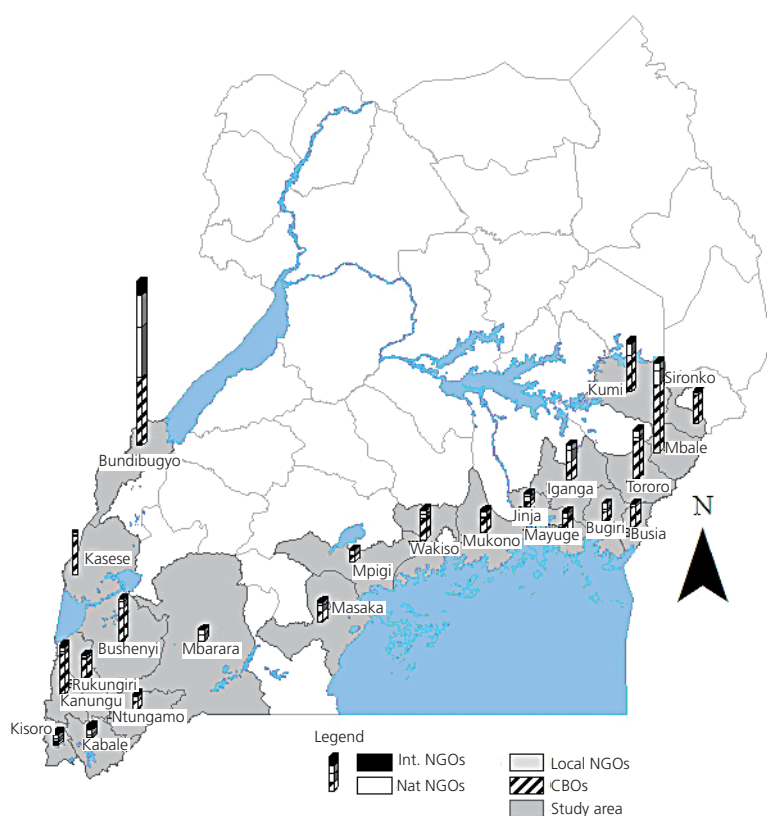 Kumi
Sironko
Mbale
Bundibugyo
Iganga
Tororo
N
Jinja
Bugiri
Busia
Mayuge
Mukono
Wakiso
Kasese
Mpigi
Masaka
Bushenyi
Mbarara
Rukungiri
Kanungu
Ntungamo
Kisoro
Kabale
Legend
Int. NGOs
Local NGOs
Nat NGOs
CBOs
Study area